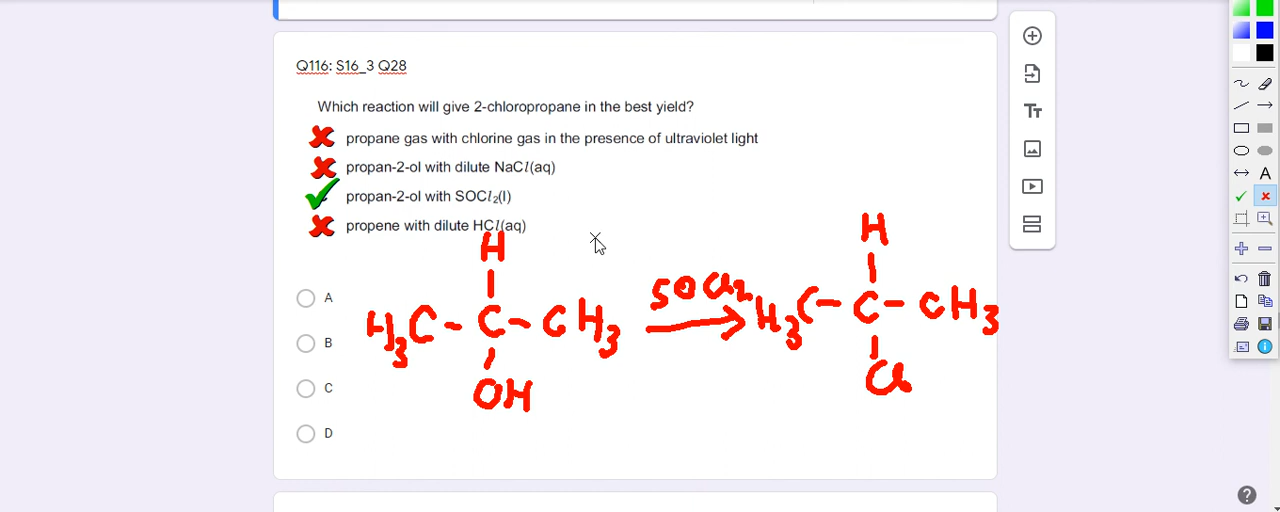 Q116: S16_3 Q28
Which reaction will give 2-chloropropane in the best yield?
propane gas with chlorine gas in the presence of ultraviolet light
propan-2-ol with dilute NaCl(aq)
propan-2-ol with SOCl₂(l)
propene with dilute HCl(aq)
A
B
C
D
H
H₃C-C-CH₃
OH
SOCl₂
H
H₃C-C-CH₃
Cl
Tт
A
?